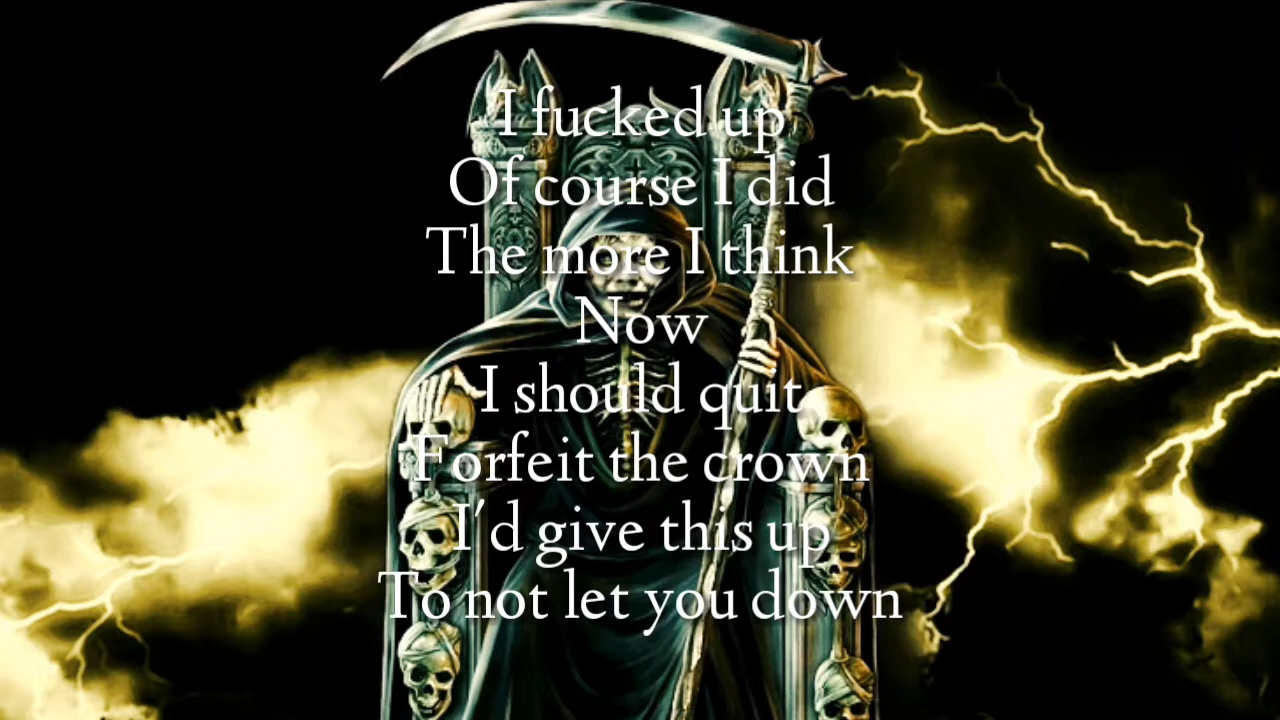 I fucked up
Of course I did
The more I think
Now
I should quit
Forfeit the crown
I'd give this up
To not let you down